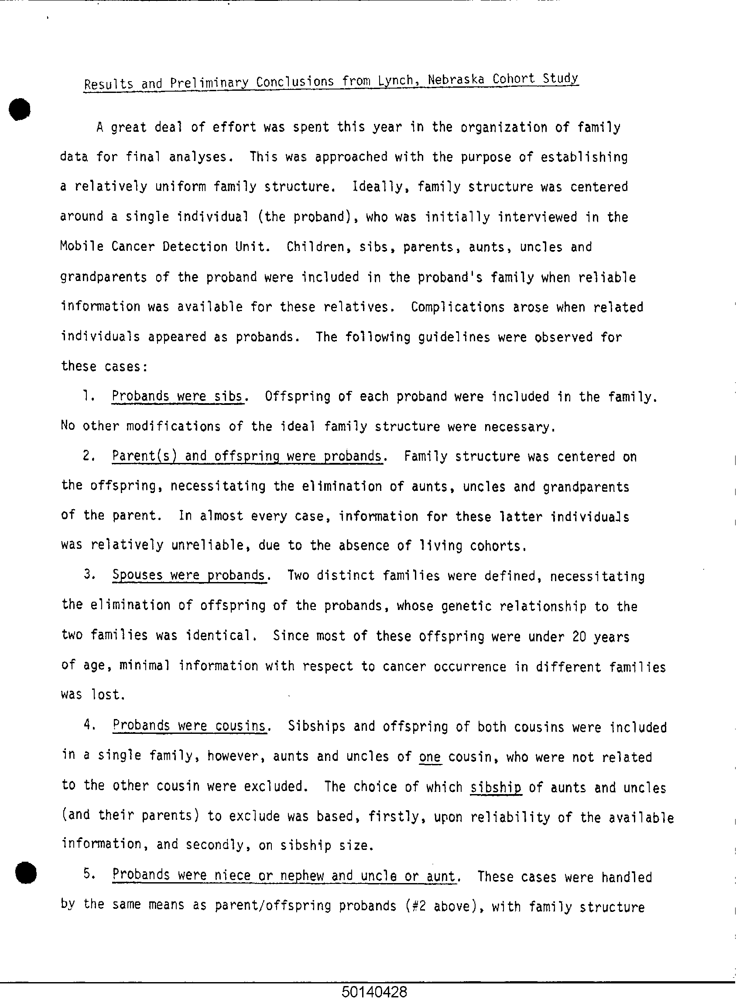 Results and Preliminary Conclusions from Lynch, Nebraska Cohort Study
A great deal of effort was spent this year in the organization of family
data for final analyses. This was approached with the purpose of establishing
a relatively uniform family structure. Ideally, family structure was centered
around a single individual (the proband), who was initially interviewed in the
Mobile Cancer Detection Unit. Children, sibs, parents, aunts, uncles and
grandparents of the proband were included in the proband's family when reliable
information was available for these relatives. Complications arose when related
individuals appeared as probands. The following guidelines were observed for
these cases:
1. Probands were sibs. Offspring of each proband were included in the family.
No other modifications of the ideal family structure were necessary.
2. Parent(s) and offspring were probands. Family structure was centered on
the offspring, necessitating the elimination of aunts, uncles and grandparents
of the parent. In almost every case, information for these latter individuals
was relatively unreliable, due to the absence of living cohorts.
3. Spouses were probands. Two distinct families were defined, necessitating
the elimination of offspring of the probands, whose genetic relationship to the
two families was identical. Since most of these offspring were under 20 years
of age, minimal information with respect to cancer occurrence in different families
was lost.
4. Probands were cousins. Sibships and offspring of both cousins were included
in a single family, however, aunts and uncles of one cousin, who were not related
to the other cousin were excluded. The choice of which sibship of aunts and uncles
(and their parents) to exclude was based, firstly, upon reliability of the available
information, and secondly, on sibship size.
5. Probands were niece or nephew and uncle or aunt. These cases were handled
by the same means as parent/offspring probands (#2 above), with family structure
50140428